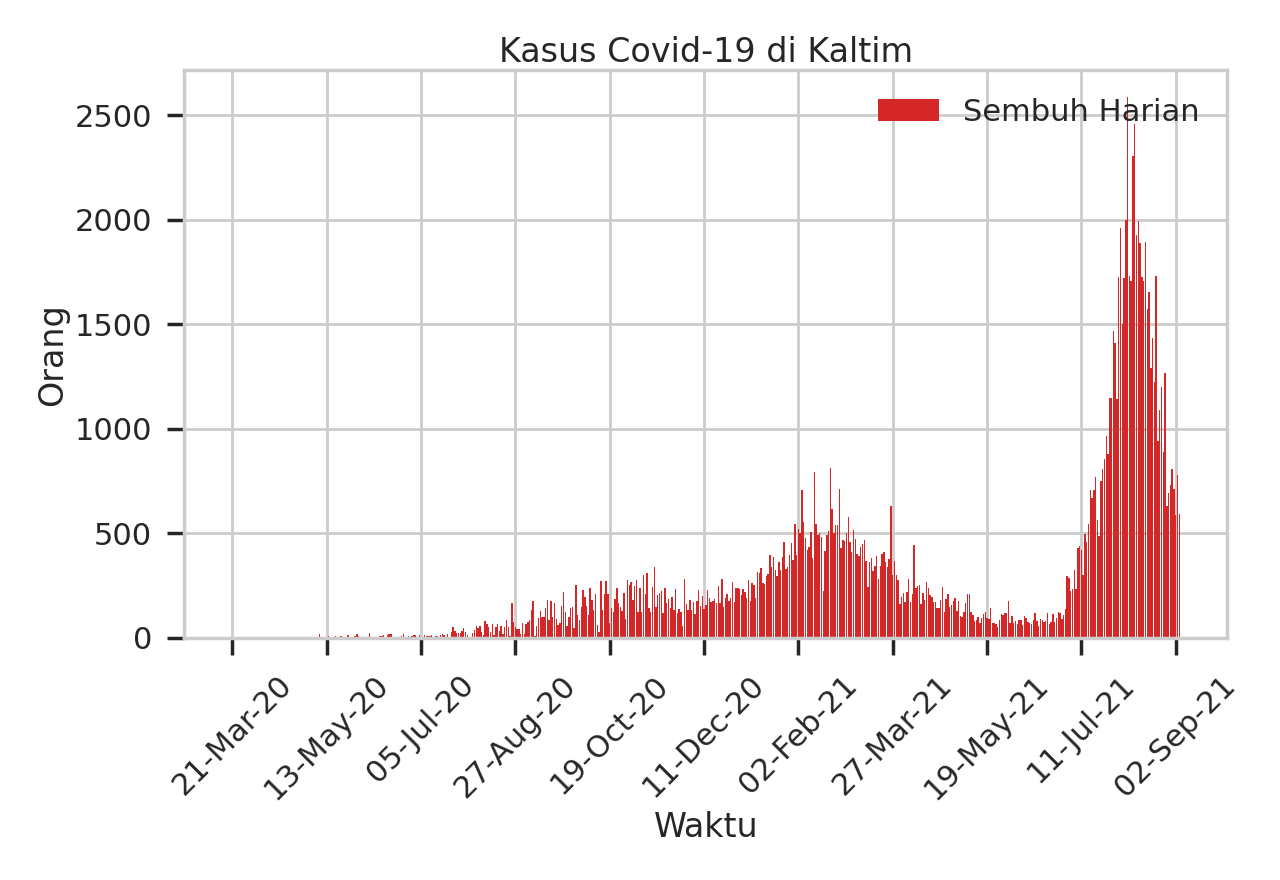 Kasus Covid-19 di Kaltim
Sembuh Harian
Orang
2500
2000
1500
1000
500
0
21-Mar-20
13-May-20
05-Jul-20
27-Aug-20
19-Oct-20
11-Dec-20
02-Feb-21
27-Mar-21
19-May-21
11-Jul-21
02-Sep-21
Waktu